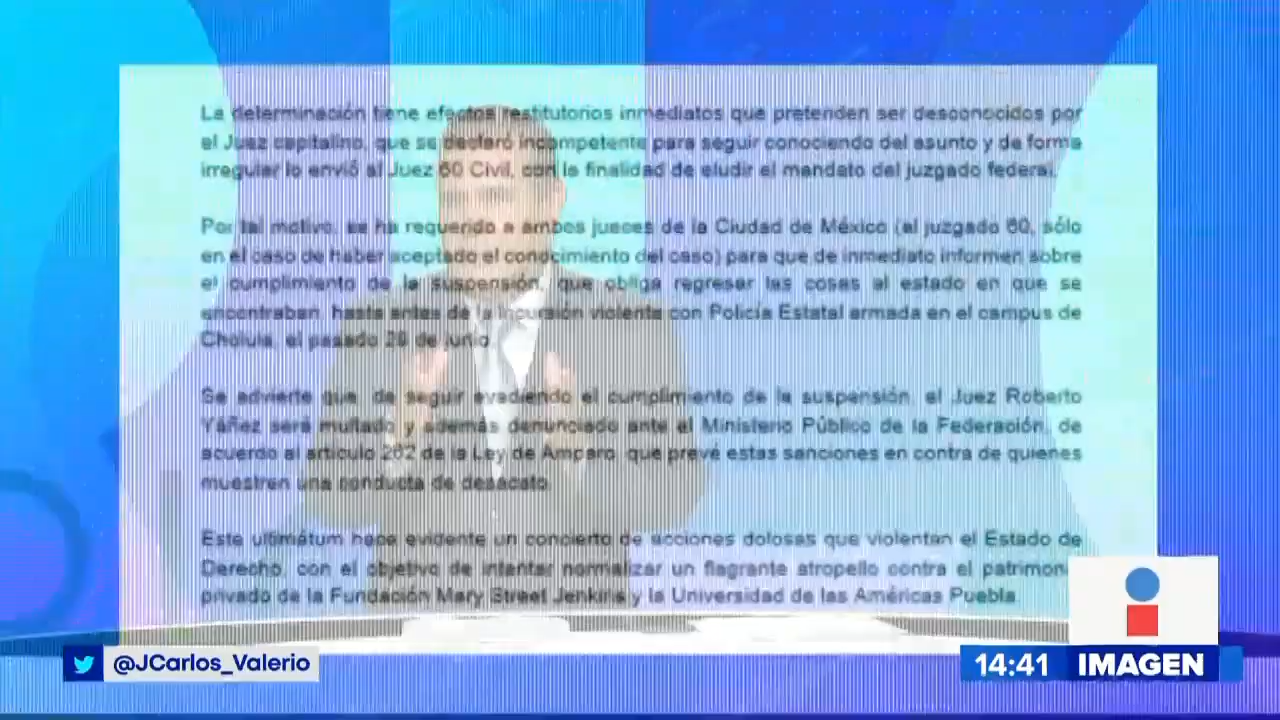 La determinación tiene efectos restitutorios inmediatos que pretenden ser desconocidos por
el Juez capitalino, que se declaró incompetente para seguir conociendo del asunto y de forma
irregular lo envió al Juez 60 Civil, con la finalidad de eludir el mandato del juzgado federal.
Por tal motivo, se ha requerido a ambos jueces de la Ciudad de México (al juzgado 60, sólo
en el caso de haber aceptado el conocimiento del caso) para que de inmediato informen sobre
el cumplimiento de la suspensión, que obliga regresar las cosas al estado en que se
encontraban, hasta antes de la incursión violenta con Policía Estatal armada en el campus de
Cholula, el pasado 29 de junio.
Se advierte que, de seguir evadiendo el cumplimiento de la suspensión, el Juez Roberto
Yáñez será multado y además denunciado ante el Ministerio Público de la Federación, de
acuerdo al artículo 262 de la Ley de Amparo, que prevé estas sanciones en contra de quienes
muestren una conducta de desacato.
Este ultimátum hace evidente un concierto de acciones dolosas que violentan el Estado de
Derecho, con el objetivo de intentar normalizar un flagrante atropello contra el patrimon
privado de la Fundación Mary Street Jenkins y la Universidad de las Américas Puebla.
@JCarlos_Valerio
14:41 IMAGEN